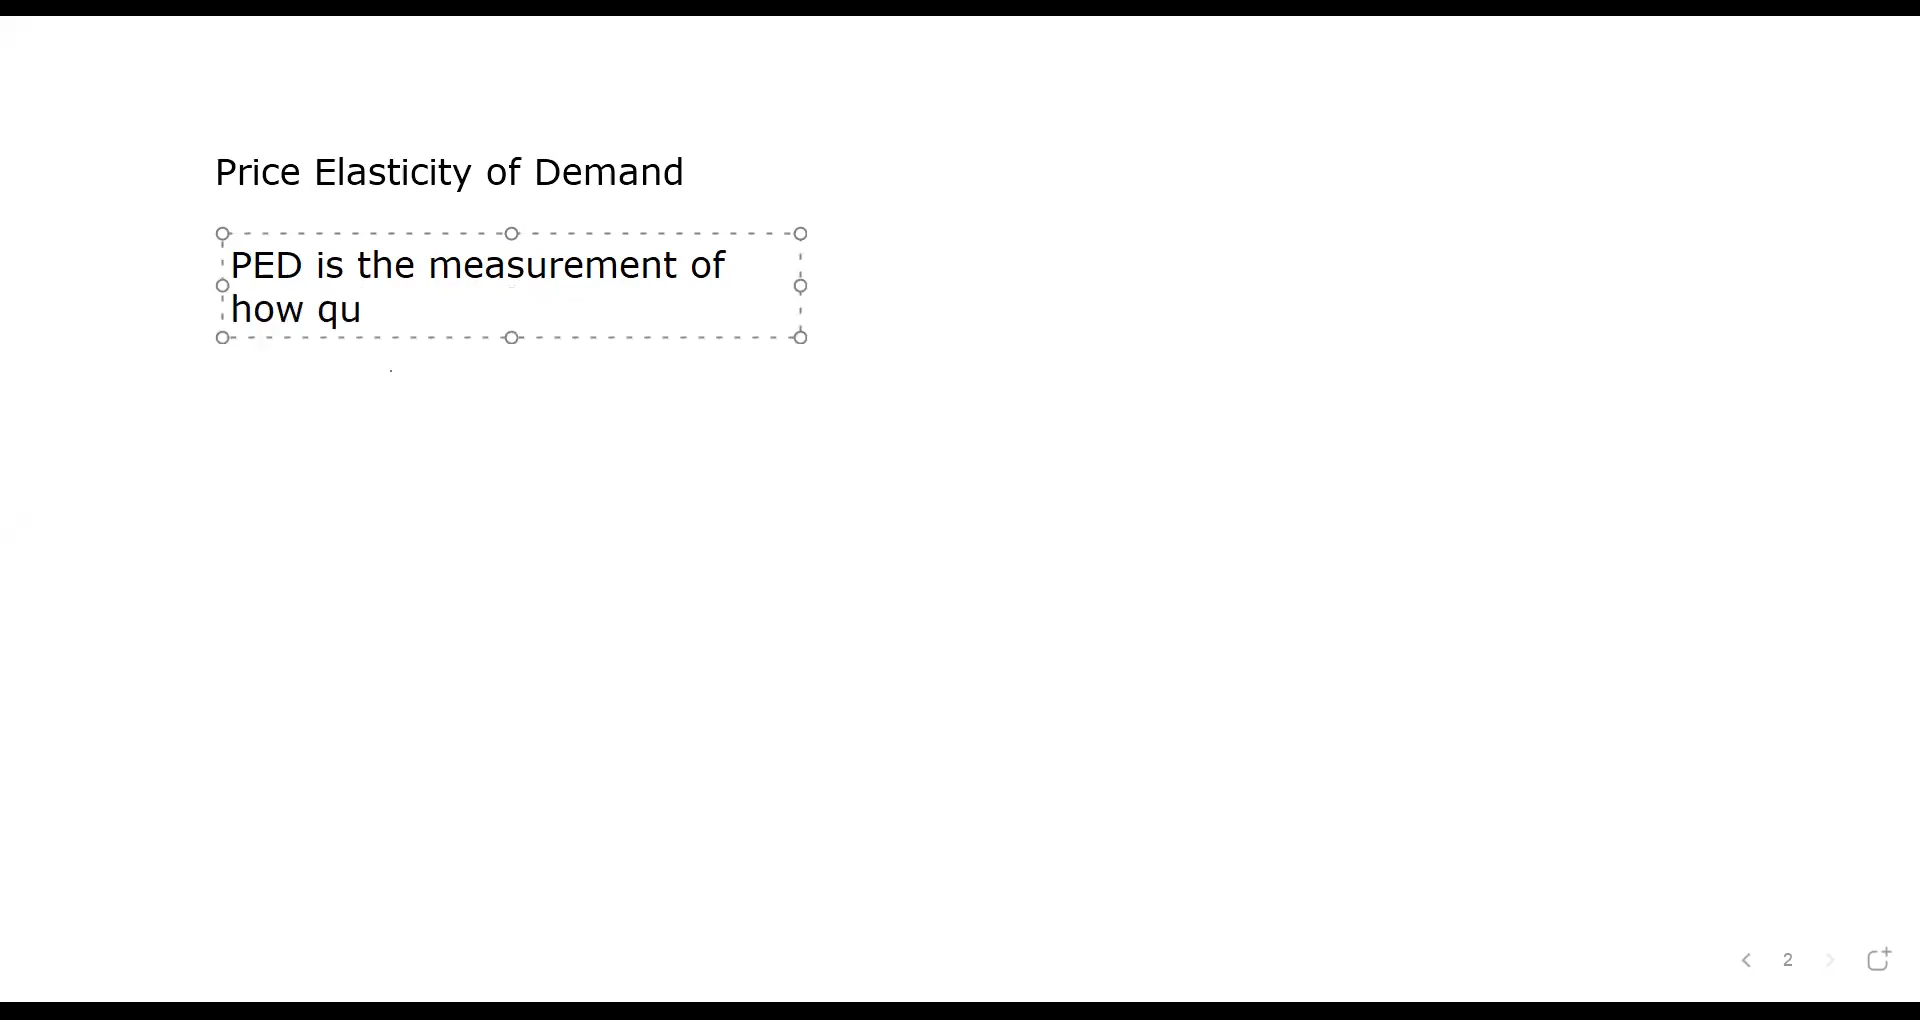 Price Elasticity of Demand
PED is the measurement of
how qu
2